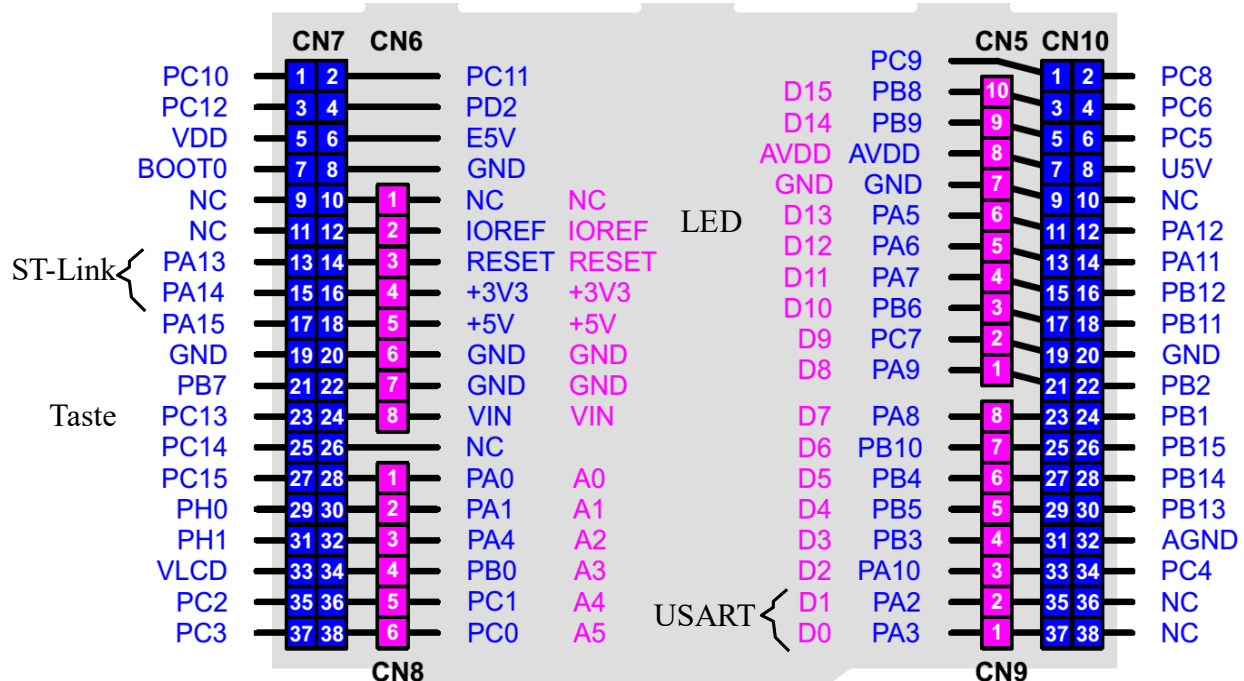 CN7 CN6 CN5 CN10
PC10 1 2 PC11 PC9 1 2 PC8
PC12 3 4 PD2 D15 PB8 10 3 4 PC6
VDD 5 6 E5V D14 PB9 9 5 6 PC5
BOOT0 7 8 GND AVDD AVDD 8 7 8 U5V
NC 9 10 1 NC NC GND GND 7 9 10 NC
NC 11 12 2 IOREF IOREF LED D13 PA5 6 11 12 PA12
ST-Link PA13 13 14 3 RESET RESET D12 PA6 5 13 14 PA11
PA14 15 16 4 +3V3 +3V3 D11 PA7 4 15 16 PB12
PA15 17 18 5 +5V +5V D10 PB6 3 17 18 PB11
GND 19 20 6 GND GND D9 PC7 2 19 20 GND
PB7 21 22 7 GND GND D8 PA9 1 21 22 PB2
Taste PC13 23 24 8 VIN VIN D7 PA8 8 23 24 PB1
PC14 25 26 NC D6 PB10 7 25 26 PB15
PC15 27 28 1 PA0 A0 D5 PB4 6 27 28 PB14
PH0 29 30 2 PA1 A1 D4 PB5 5 29 30 PB13
PH1 31 32 3 PA4 A2 D3 PB3 4 31 32 AGND
VLCD 33 34 4 PB0 A3 D2 PA10 3 33 34 PC4
PC2 35 36 5 PC1 A4 USART D1 PA2 2 35 36 NC
PC3 37 38 6 PC0 A5 D0 PA3 1 37 38 NC
CN8 CN9